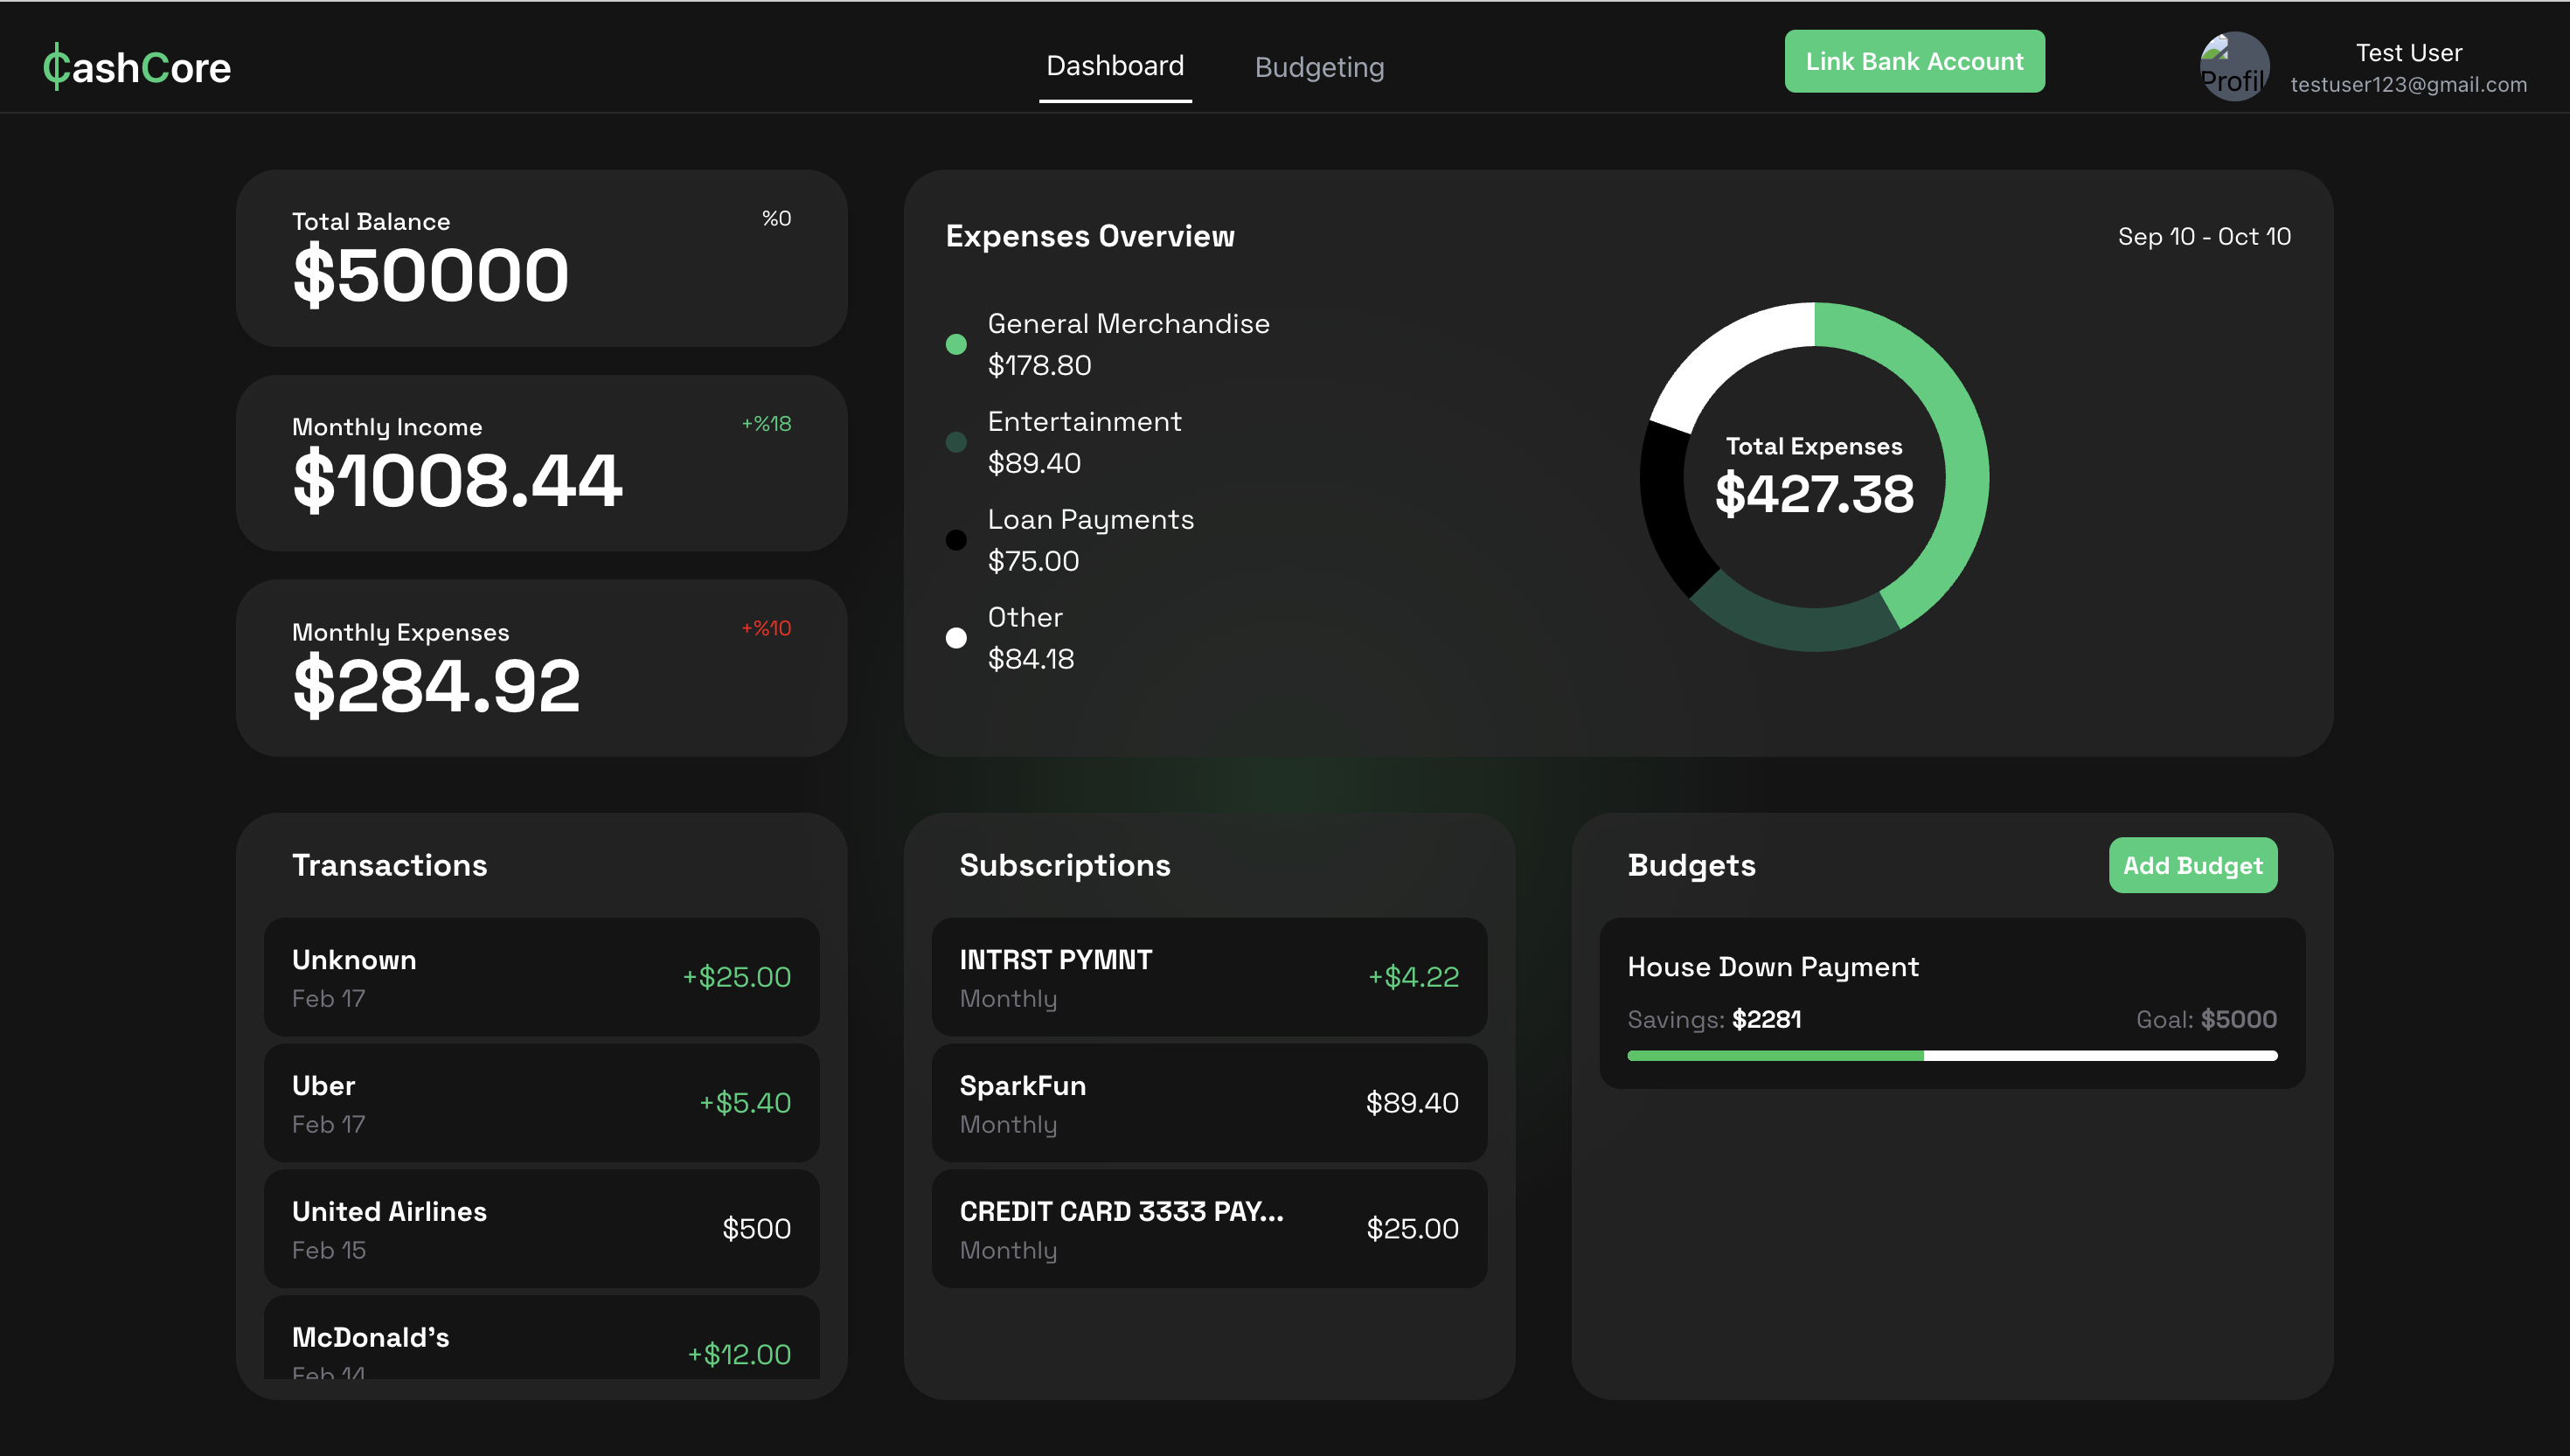 ₵ashCore
Dashboard
Budgeting
Link Bank Account
Profil
Test User
testuser123@gmail.com
Total Balance
%0
$50000
Monthly Income
+%18
$1008.44
Monthly Expenses
+%10
$284.92
Expenses Overview
Sep 10 - Oct 10
General Merchandise
$178.80
Entertainment
$89.40
Loan Payments
$75.00
Other
$84.18
Total Expenses
$427.38
Transactions
Unknown
Feb 17
+$25.00
Uber
Feb 17
+$5.40
United Airlines
Feb 15
$500
McDonald's
Feb 14
+$12.00
Subscriptions
INTRST PYMNT
Monthly
+$4.22
SparkFun
Monthly
$89.40
CREDIT CARD 3333 PAY...
Monthly
$25.00
Budgets
Add Budget
House Down Payment
Savings: $2281
Goal: $5000